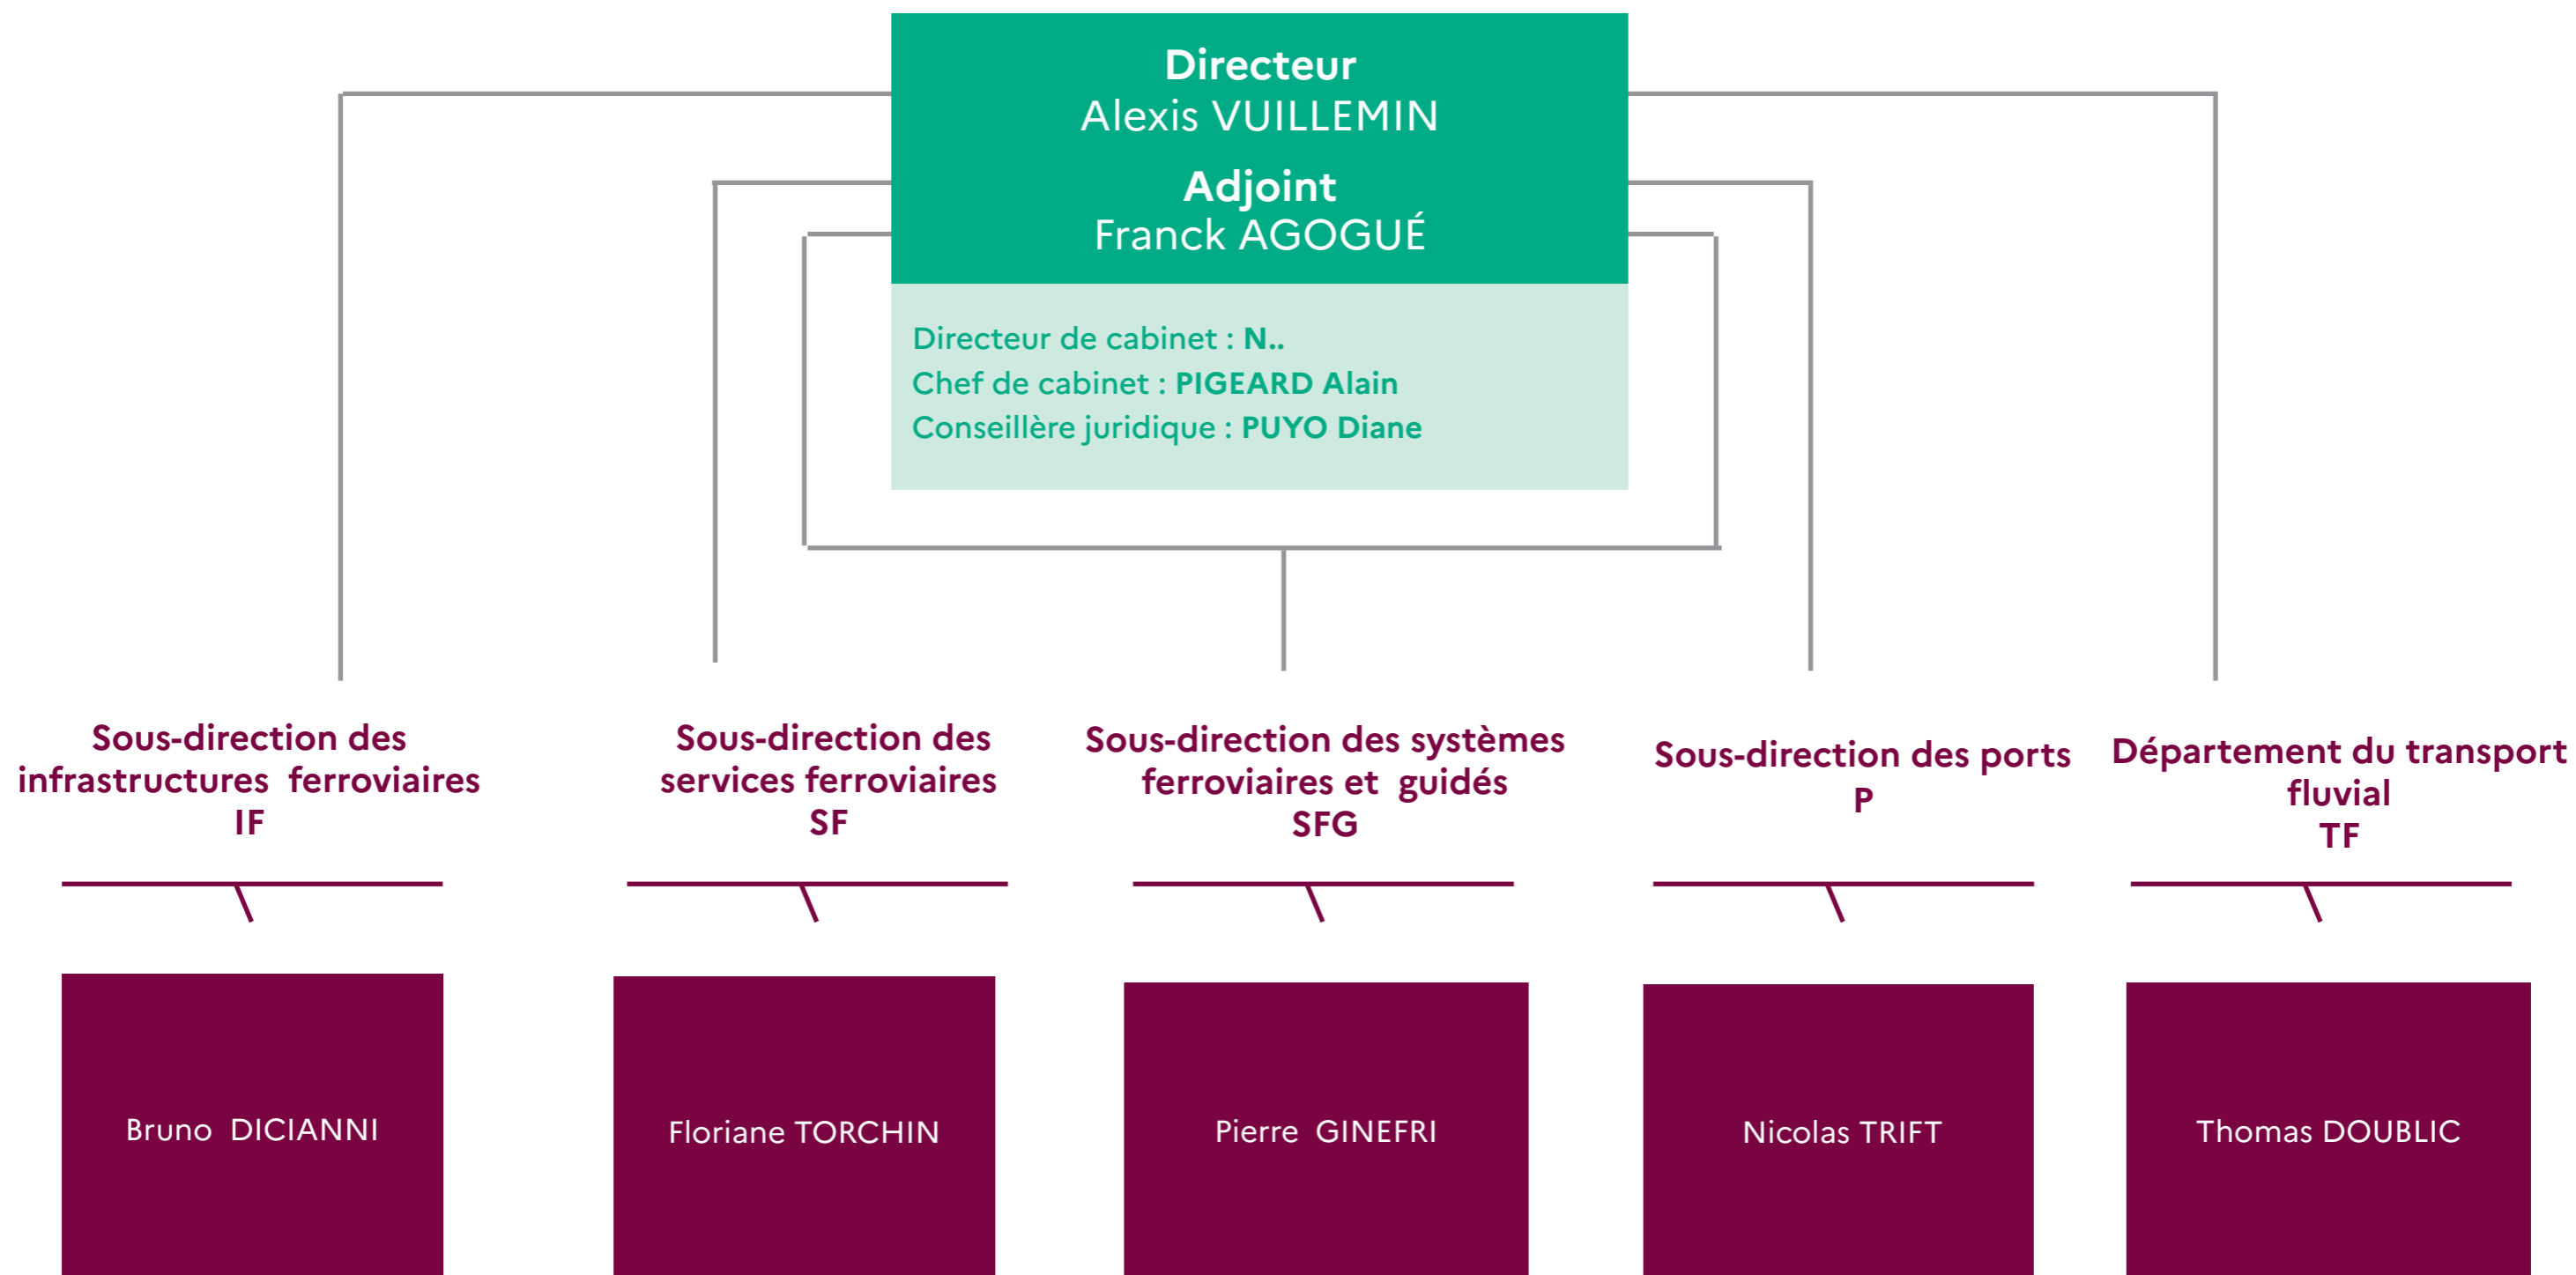 Directeur
Alexis VUILLEMIN
Adjoint
Franck AGOGUÉ
Directeur de cabinet : N..
Chef de cabinet : PIGEARD Alain
Conseillère juridique : PUYO Diane
Sous-direction des
infrastructures ferroviaires
IF
Sous-direction des
services ferroviaires
SF
Sous-direction des systèmes
ferroviaires et guidés
SFG
Sous-direction des ports
P
Département du transport
fluvial
TF
Bruno DICIANNI
Floriane TORCHIN
Pierre GINEFRI
Nicolas TRIFT
Thomas DOUBLIC